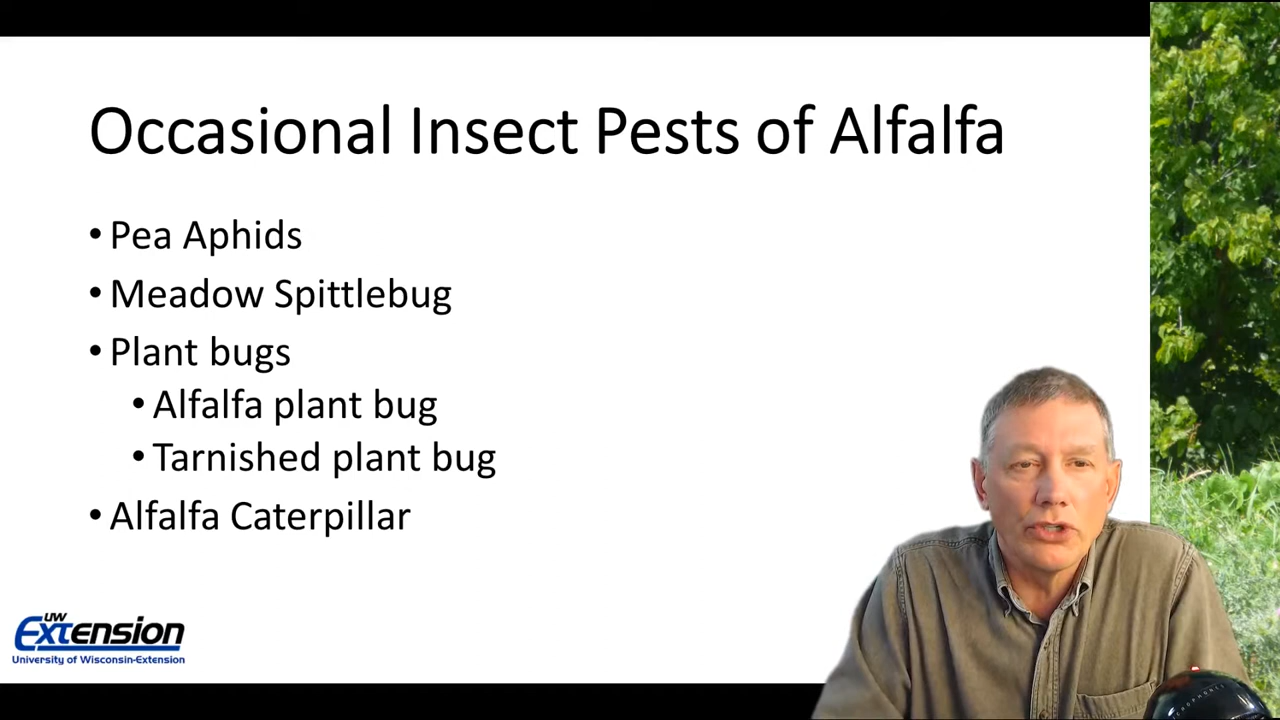 Occasional Insect Pests of Alfalfa
• Pea Aphids
• Meadow Spittlebug
• Plant bugs
• Alfalfa plant bug
• Tarnished plant bug
• Alfalfa Caterpillar
UW
Extension
University of Wisconsin-Extension